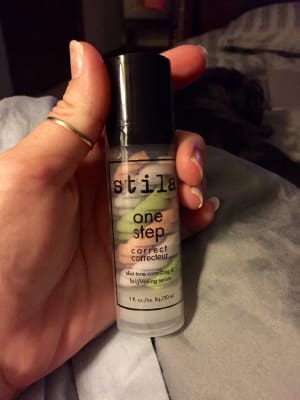 stila
one
step
correct
correcteur
skin tone correcting &
brightening serum
1 fl. oz./oz. liq./30 ml